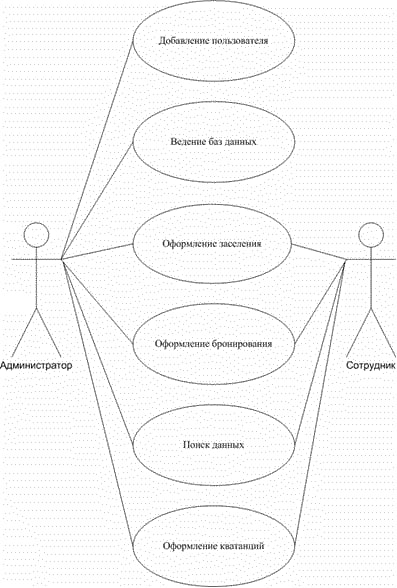 Добавление пользователя
Ведение баз данных
Оформление заселения
Оформление бронирования
Администратор
Сотрудник
Поиск данных
Оформление кватанций